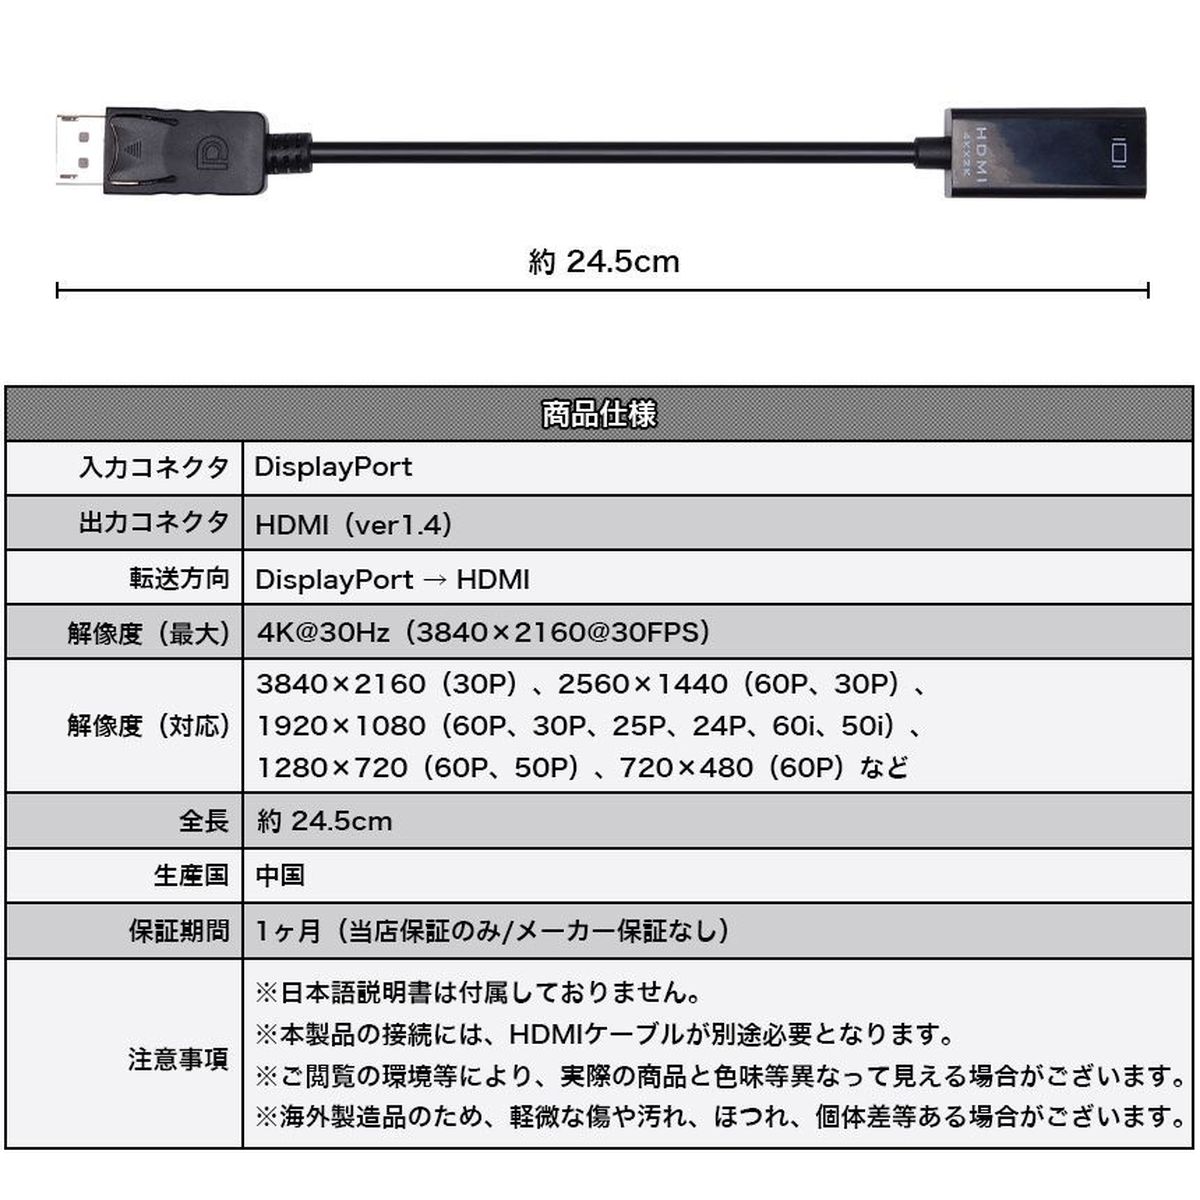 HDMI
4KX2K
約 24.5cm
商品仕様
入力コネクタ DisplayPort
出力コネクタ HDMI（ver1.4）
転送方向 DisplayPort → HDMI
解像度（最大） 4K@30Hz（3840×2160@30FPS）
解像度（対応） 3840×2160（30P）、2560×1440（60P、30P）、
1920×1080（60P、30P、25P、24P、60i、50i）、
1280×720（60P、50P）、720×480（60P）など
全長 約 24.5cm
生産国 中国
保証期間 1ヶ月（当店保証のみ/メーカー保証なし）
注意事項 ※日本語説明書は付属しておりません。
※本製品の接続には、HDMIケーブルが別途必要となります。
※ご閲覧の環境等により、実際の商品と色味等異なって見える場合がございます。
※海外製造品のため、軽微な傷や汚れ、ほつれ、個体差等ある場合がございます。